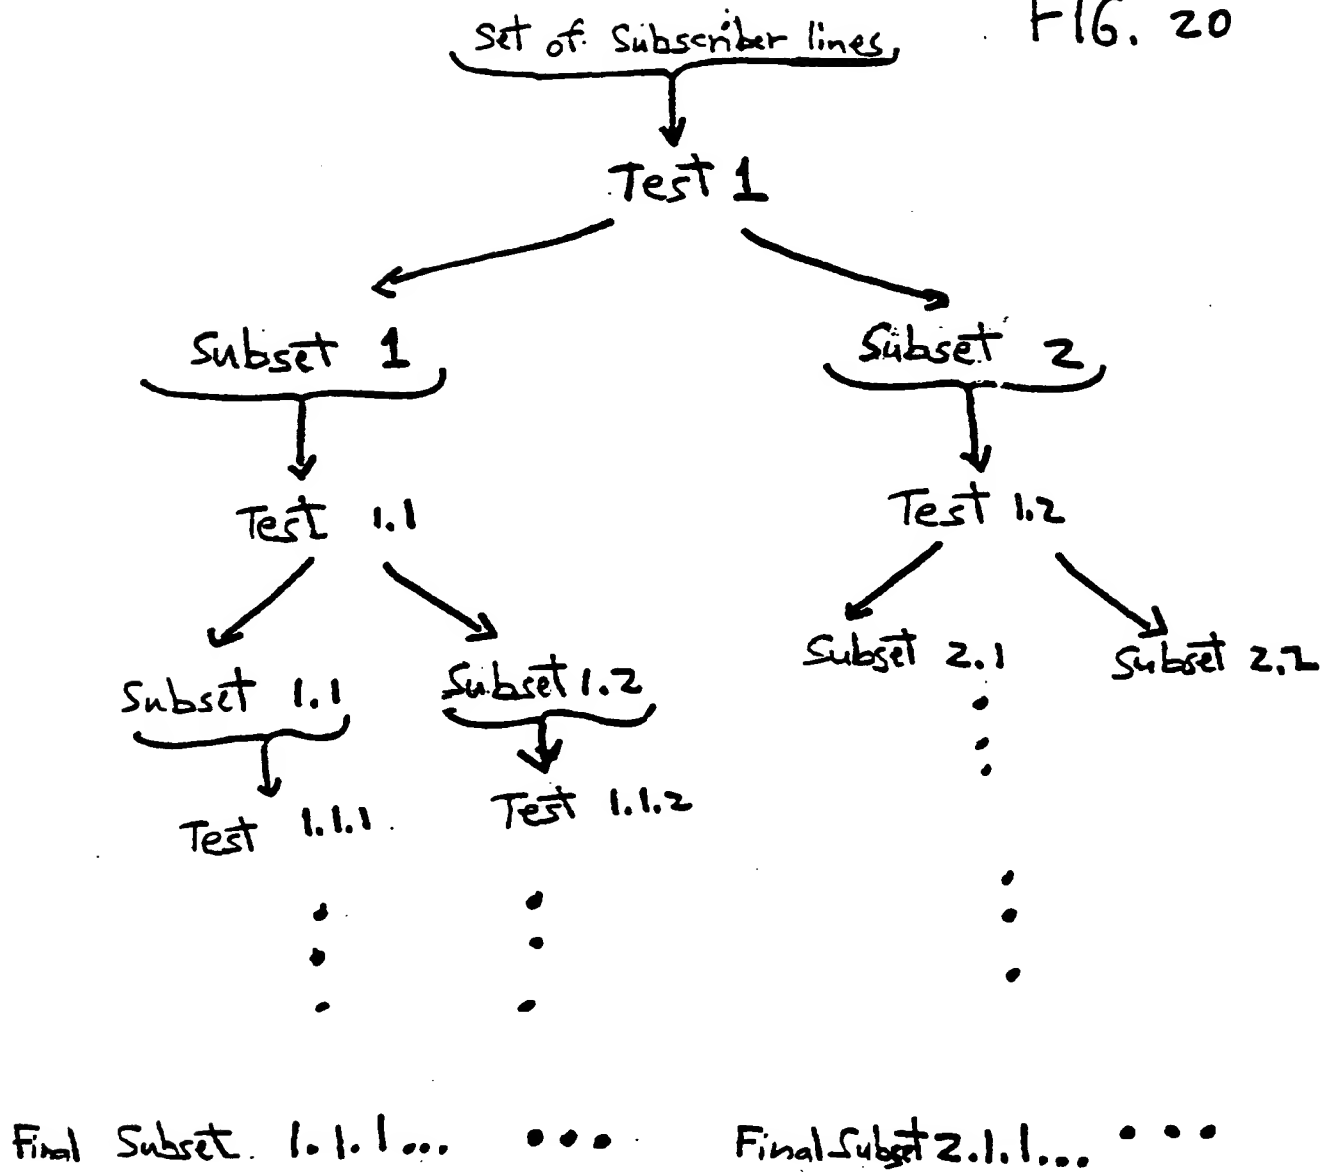 FIG. 20
Set of Subscriber lines
Test 1
Subset 1
Subset 2
Test 1.1
Test 1.2
Subset 1.1
Subset 1.2
Subset 2.1
Subset 2.2
Test 1.1.1
Test 1.1.2
Final Subset 1.1.1... ...
Final Subset 2.1.1... ...